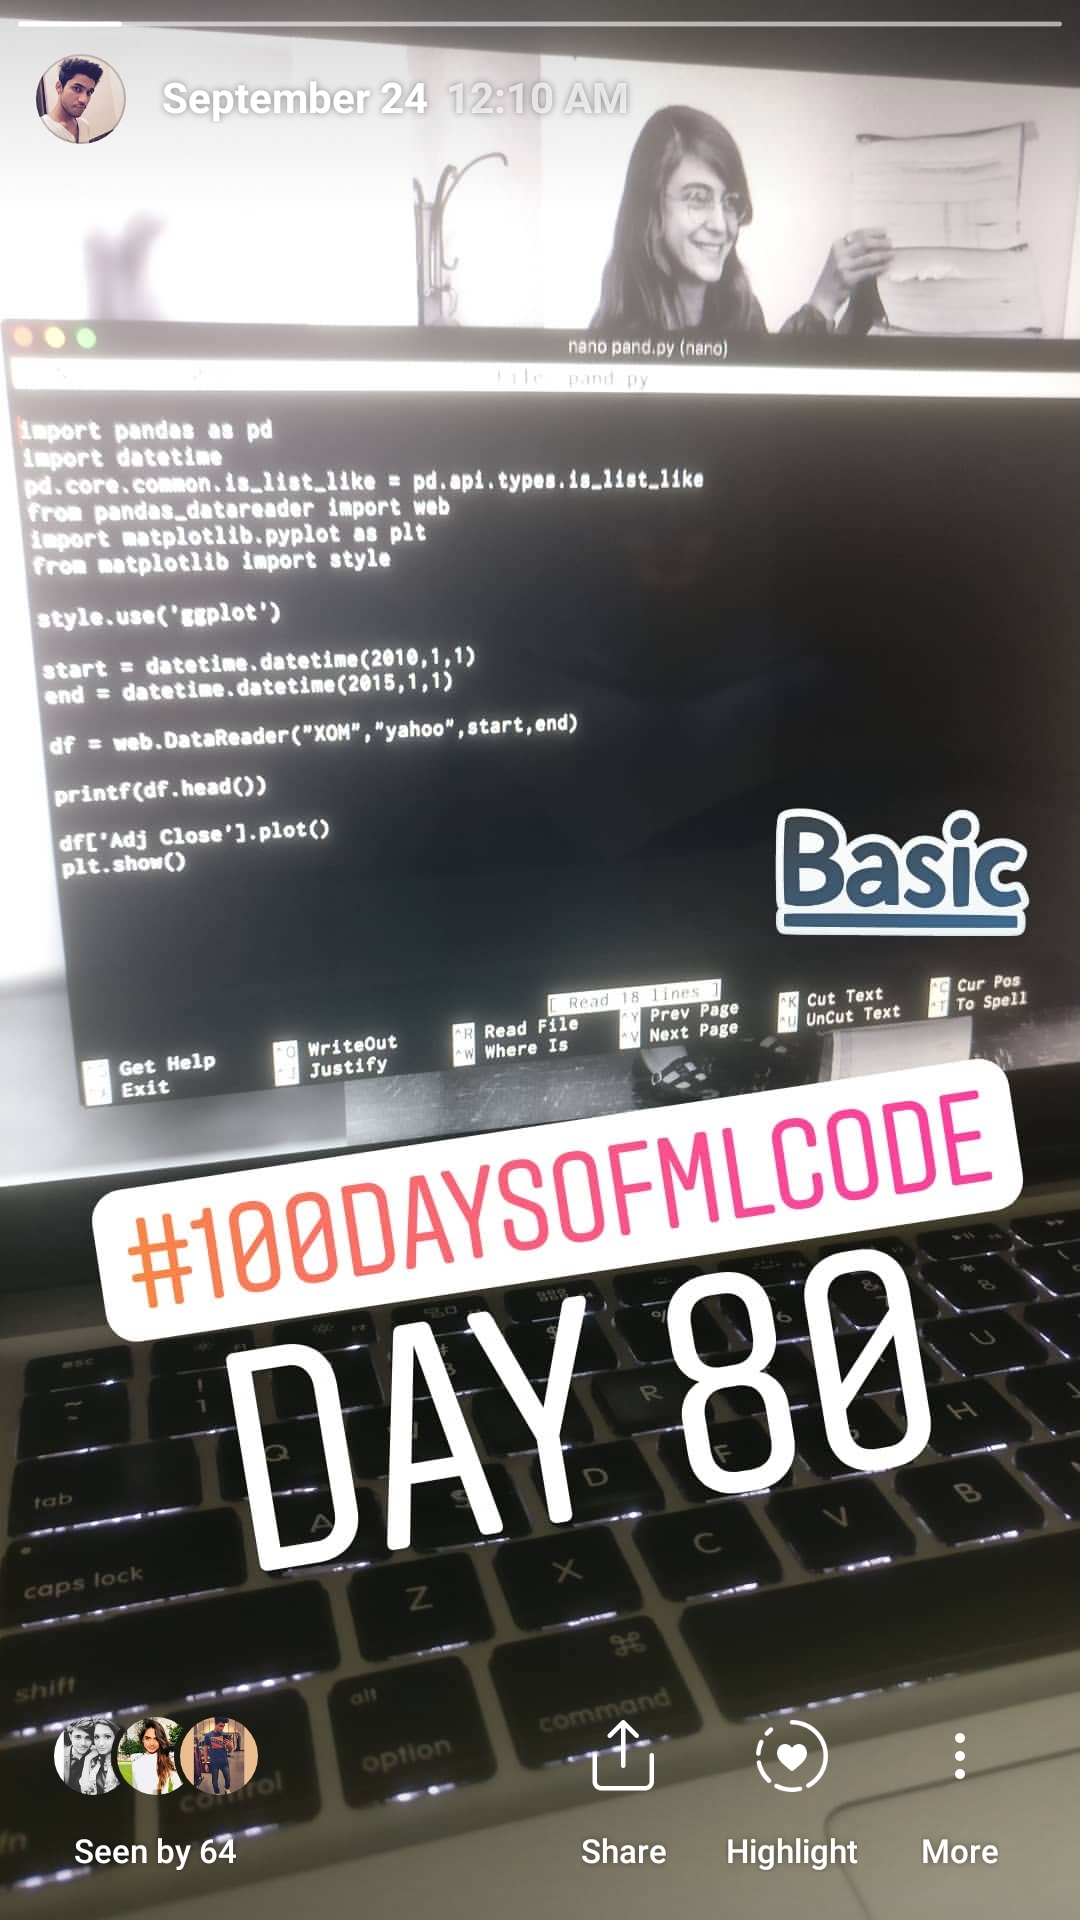 September 24 12:10 AM
nano pand.py (nano)
File: pand.py
import pandas as pd
import datetime
pd.core.common.is_list_like = pd.api.types.is_list_like
from pandas_datareader import web
import matplotlib.pyplot as plt
from matplotlib import style
style.use('ggplot')
start = datetime.datetime(2010,1,1)
end = datetime.datetime(2015,1,1)
df = web.DataReader("XOM","yahoo",start,end)
printf(df.head())
df['Adj Close'].plot()
plt.show()
Basic
[ Read 18 lines ]
Get Help ^O WriteOut ^R Read File ^Y Prev Page ^K Cut Text ^C Cur Pos
Exit ^J Justify ^W Where Is ^V Next Page ^U UnCut Text ^T To Spell
#100DAYSOFMLCODE
DAY 80
esc
~ ! 1 # $ % 6 & * 8
tab Q R U
caps lock A S D F H
shift Z X C V B
fn control alt option ⌘ command
Seen by 64 Share Highlight More